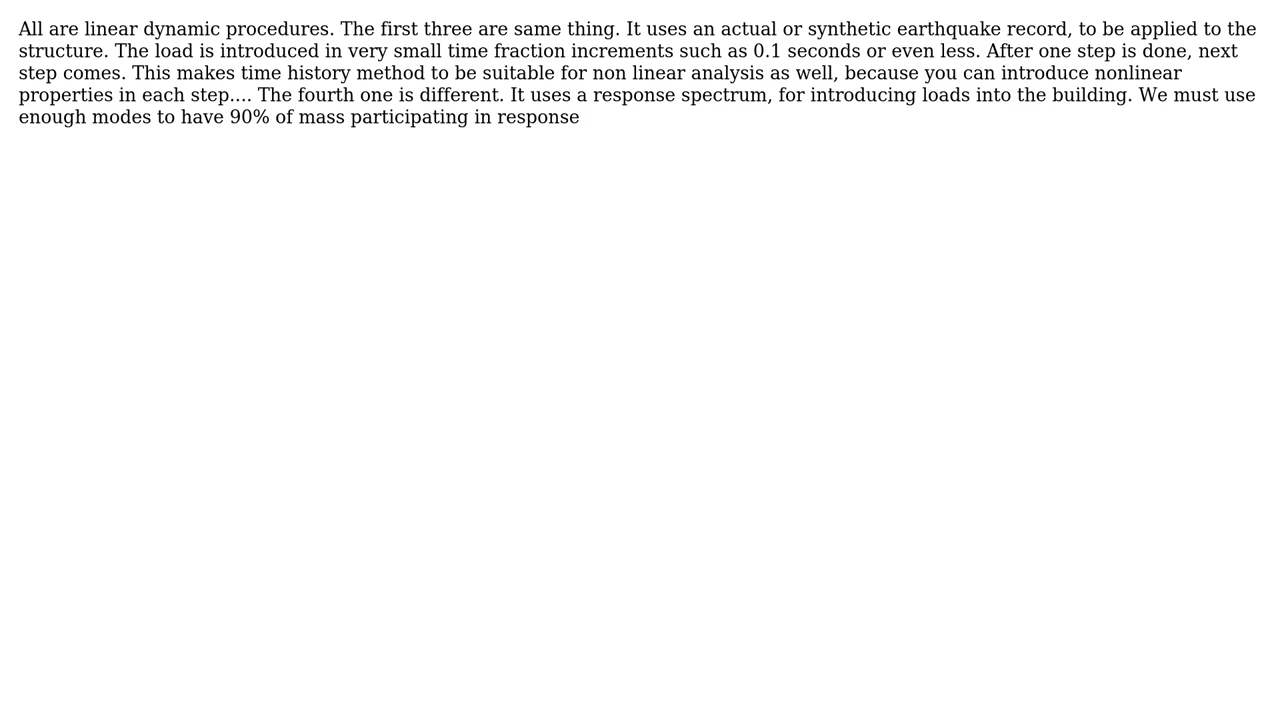 All are linear dynamic procedures. The first three are same thing. It uses an actual or synthetic earthquake record, to be applied to the
structure. The load is introduced in very small time fraction increments such as 0.1 seconds or even less. After one step is done, next
step comes. This makes time history method to be suitable for non linear analysis as well, because you can introduce nonlinear
properties in each step.... The fourth one is different. It uses a response spectrum, for introducing loads into the building. We must use
enough modes to have 90% of mass participating in response